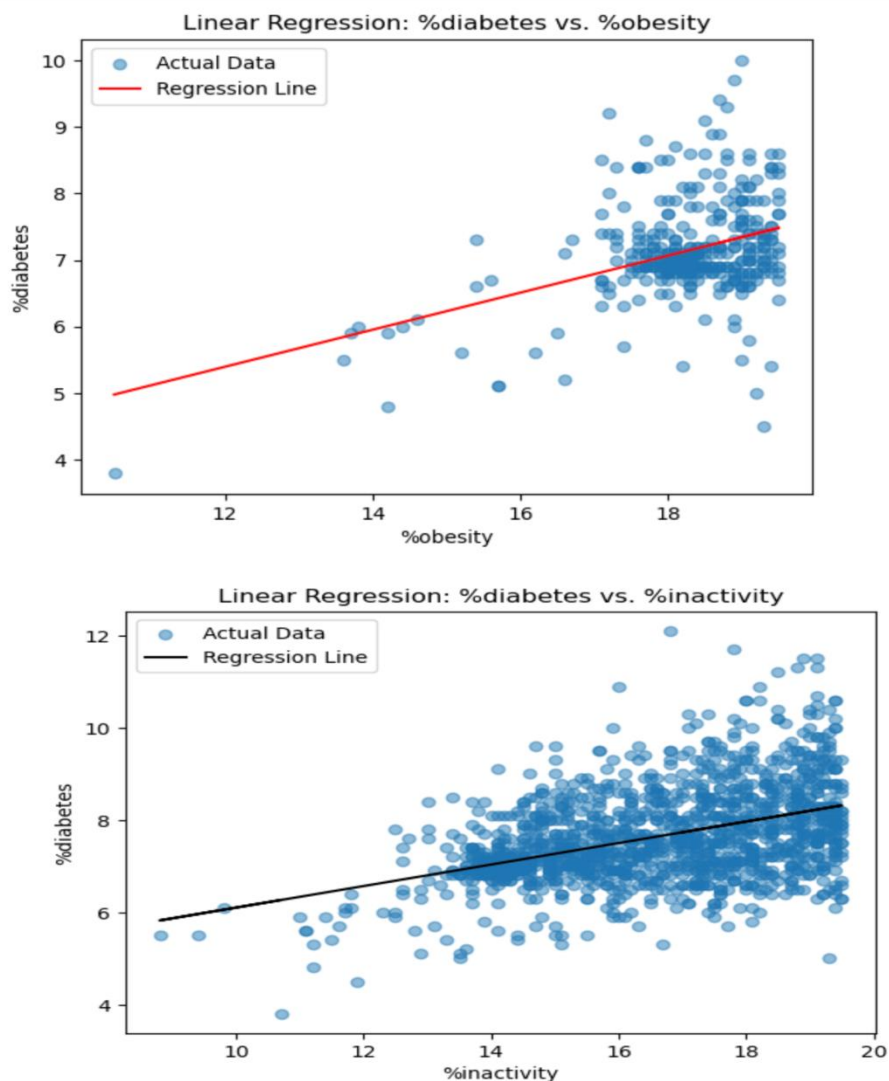 Linear Regression: %diabetes vs. %obesity
Actual Data
Regression Line
10
9
8
7
6
5
4
%diabetes
12 14 16 18
%obesity
Linear Regression: %diabetes vs. %inactivity
Actual Data
Regression Line
12
10
8
6
4
%diabetes
10 12 14 16 18 20
%inactivity